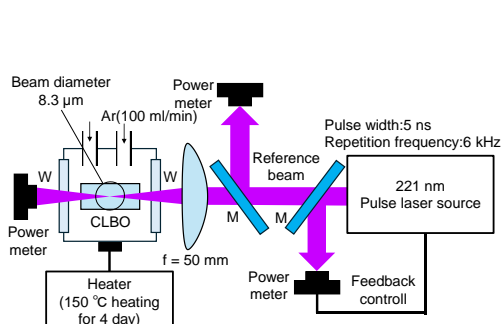 Beam diameter
8.3 µm
Ar(100 ml/min)
Power
meter
Pulse width:5 ns
Repetition frequency:6 kHz
Reference
beam
221 nm
Pulse laser source
W
W
CLBO
M
M
Power
meter
f = 50 mm
Heater
(150 ℃ heating
for 4 day)
Power
meter
Feedback
controll